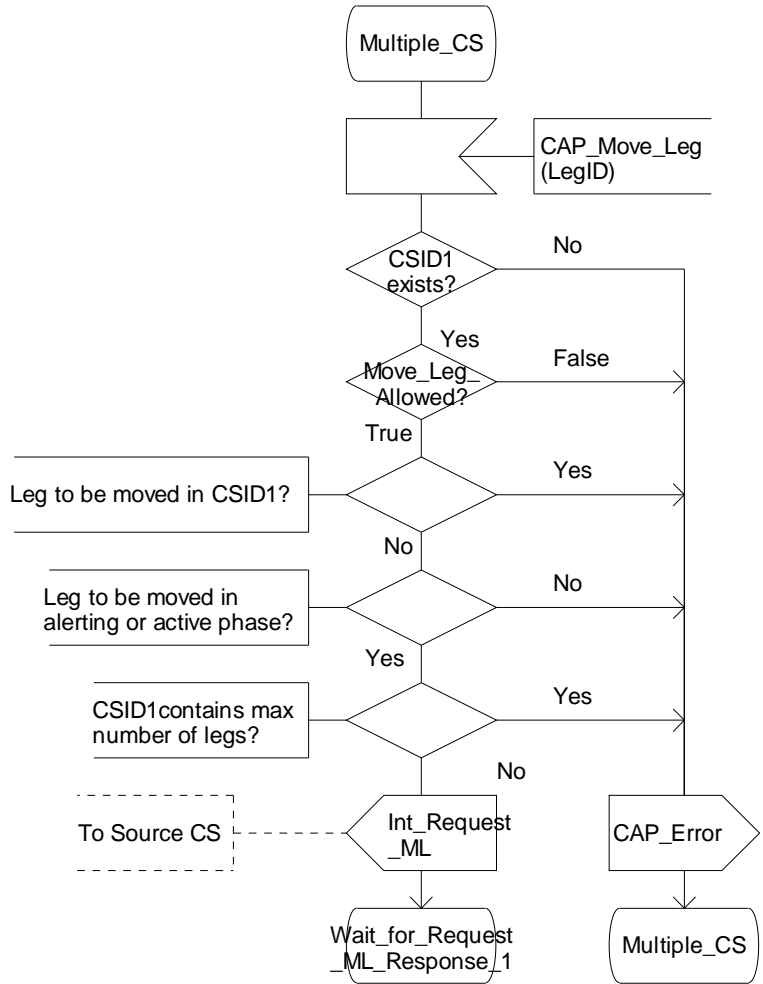 Multiple_CS
CAP_Move_Leg
(LegID)
CSID1
exists?
No
Yes
Move_Leg_
Allowed?
False
True
Leg to be moved in CSID1?
Yes
No
Leg to be moved in
alerting or active phase?
No
Yes
CSID1contains max
number of legs?
Yes
No
To Source CS
Int_Request
_ML
CAP_Error
Wait_for_Request
_ML_Response_1
Multiple_CS